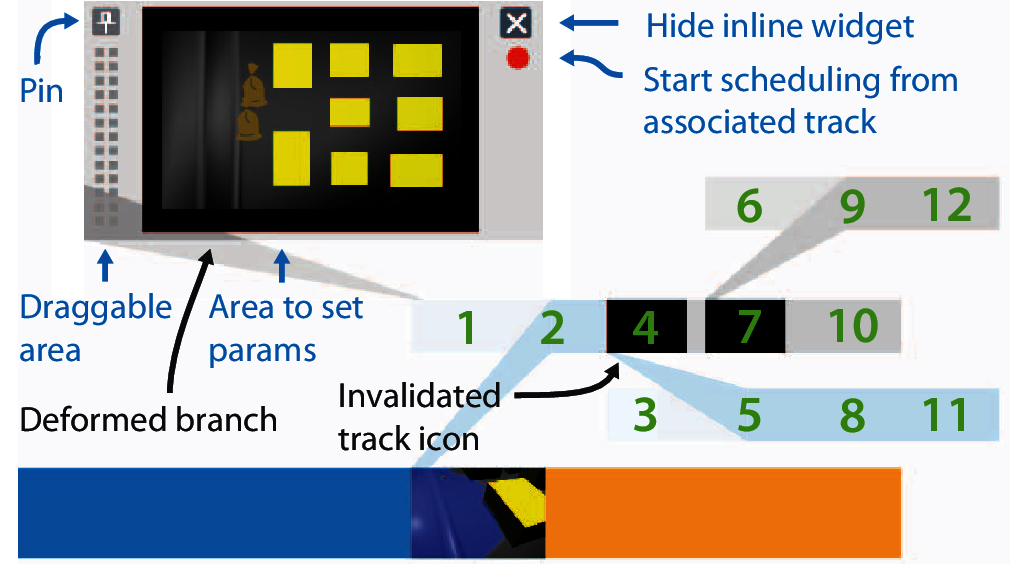 Pin
Hide inline widget
Start scheduling from
associated track
6 9 12
Draggable
area
Area to set
params
1 2 4 7 10
Deformed branch
Invalidated
track icon
3 5 8 11